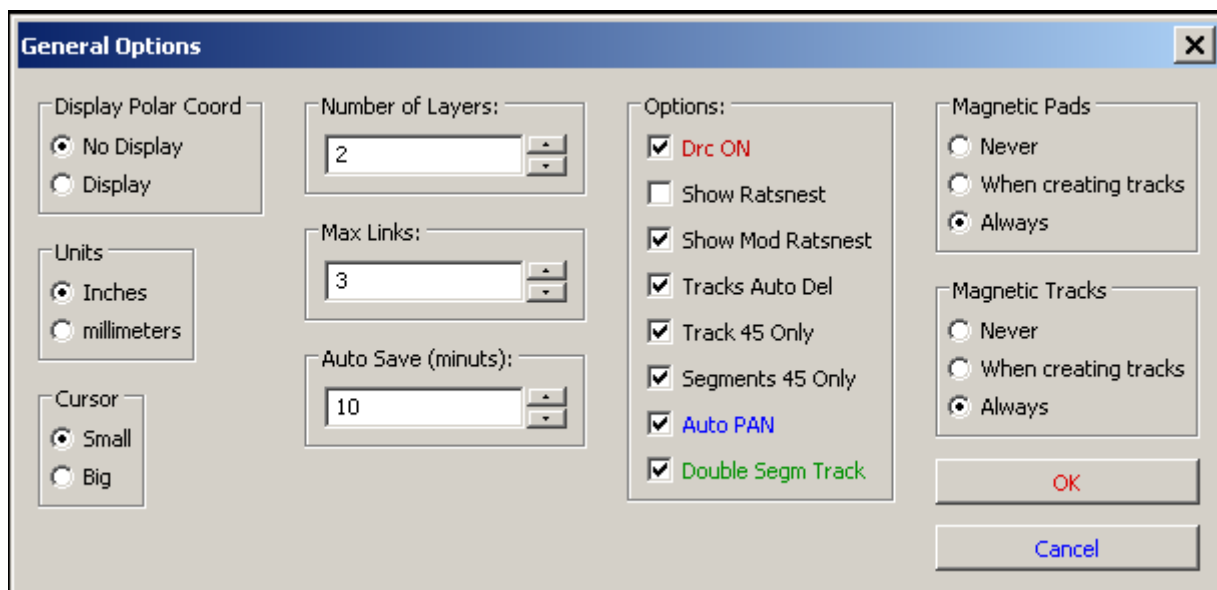 General Options
Display Polar Coord
No Display
Display
Units
Inches
millimeters
Cursor
Small
Big
Number of Layers:
2
Max Links:
3
Auto Save (minuts):
10
Options:
Drc ON
Show Ratsnest
Show Mod Ratsnest
Tracks Auto Del
Track 45 Only
Segments 45 Only
Auto PAN
Double Segm Track
Magnetic Pads
Never
When creating tracks
Always
Magnetic Tracks
Never
When creating tracks
Always
OK
Cancel